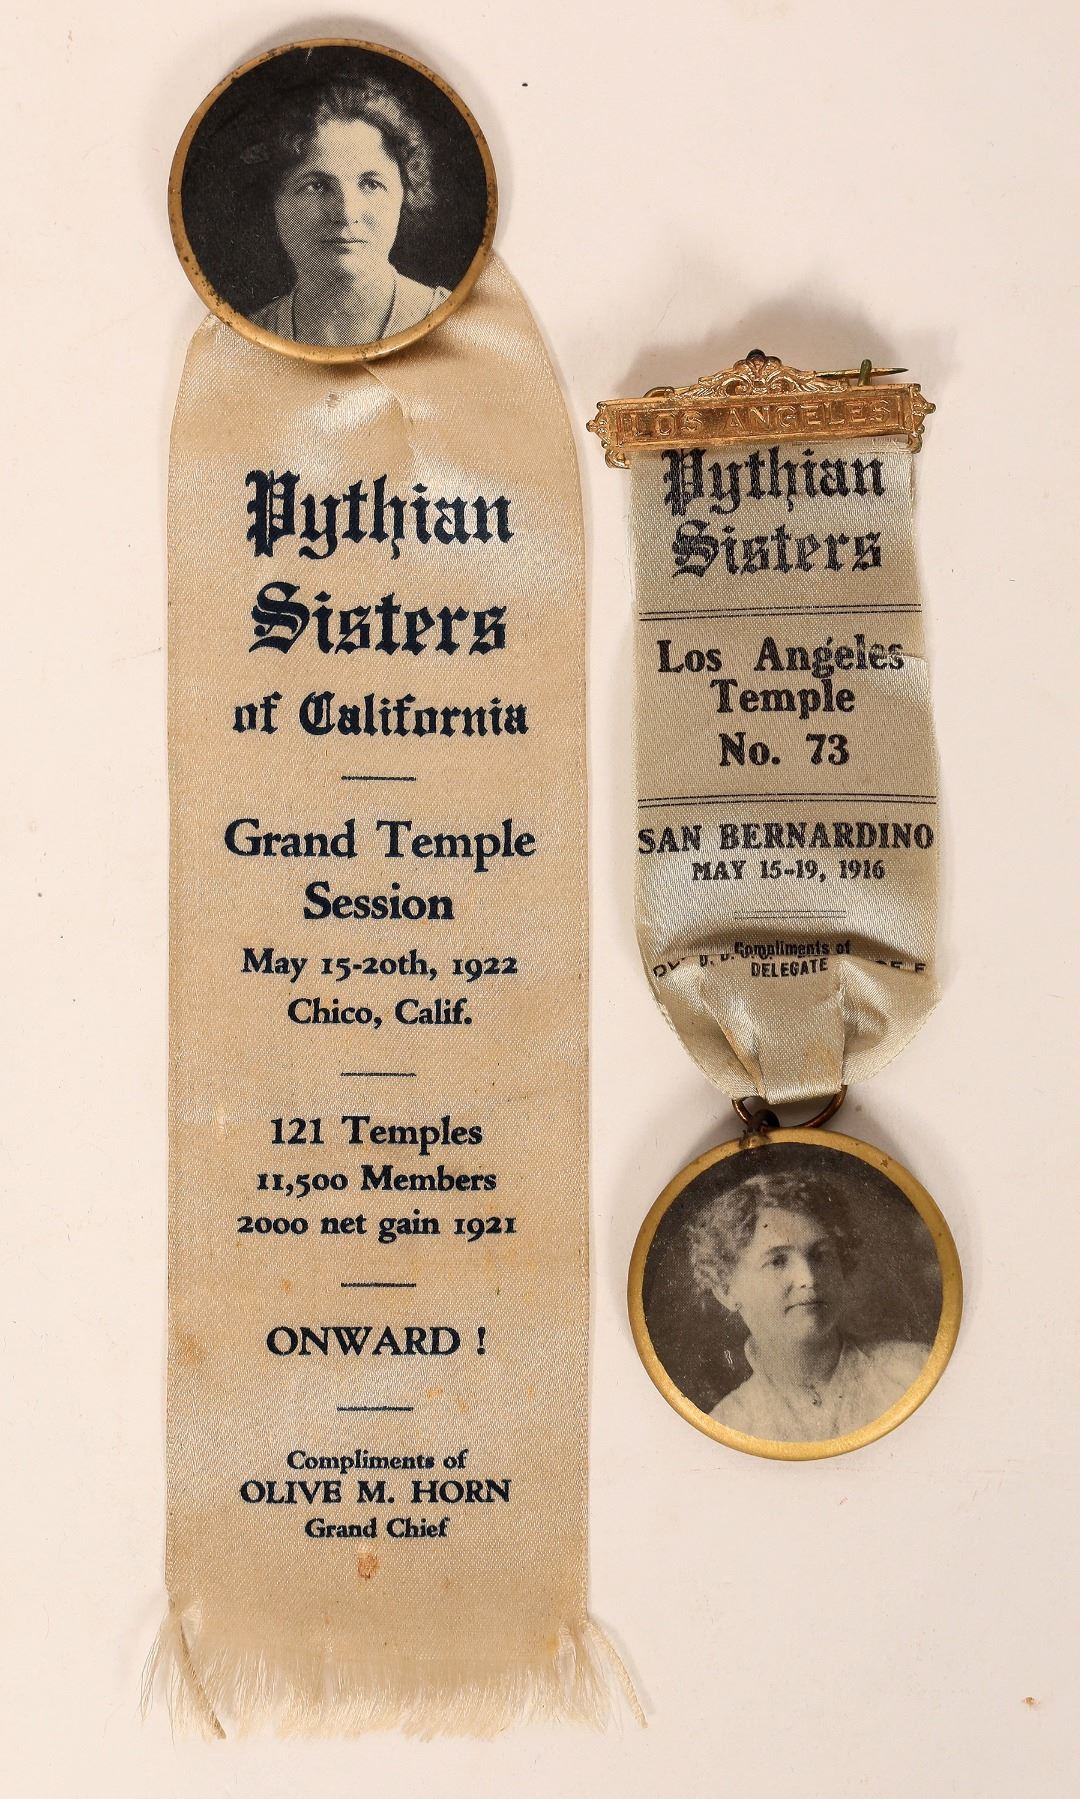 Pythian
Sisters
of California
Grand Temple
Session
May 15-20th, 1922
Chico, Calif.
121 Temples
11,500 Members
2000 net gain 1921
ONWARD !
Compliments of
OLIVE M. HORN
Grand Chief
LOS ANGELES
Pythian
Sisters
Los Angeles
Temple
No. 73
SAN BERNARDINO
MAY 15-19, 1916
Compliments of
DELEGATE